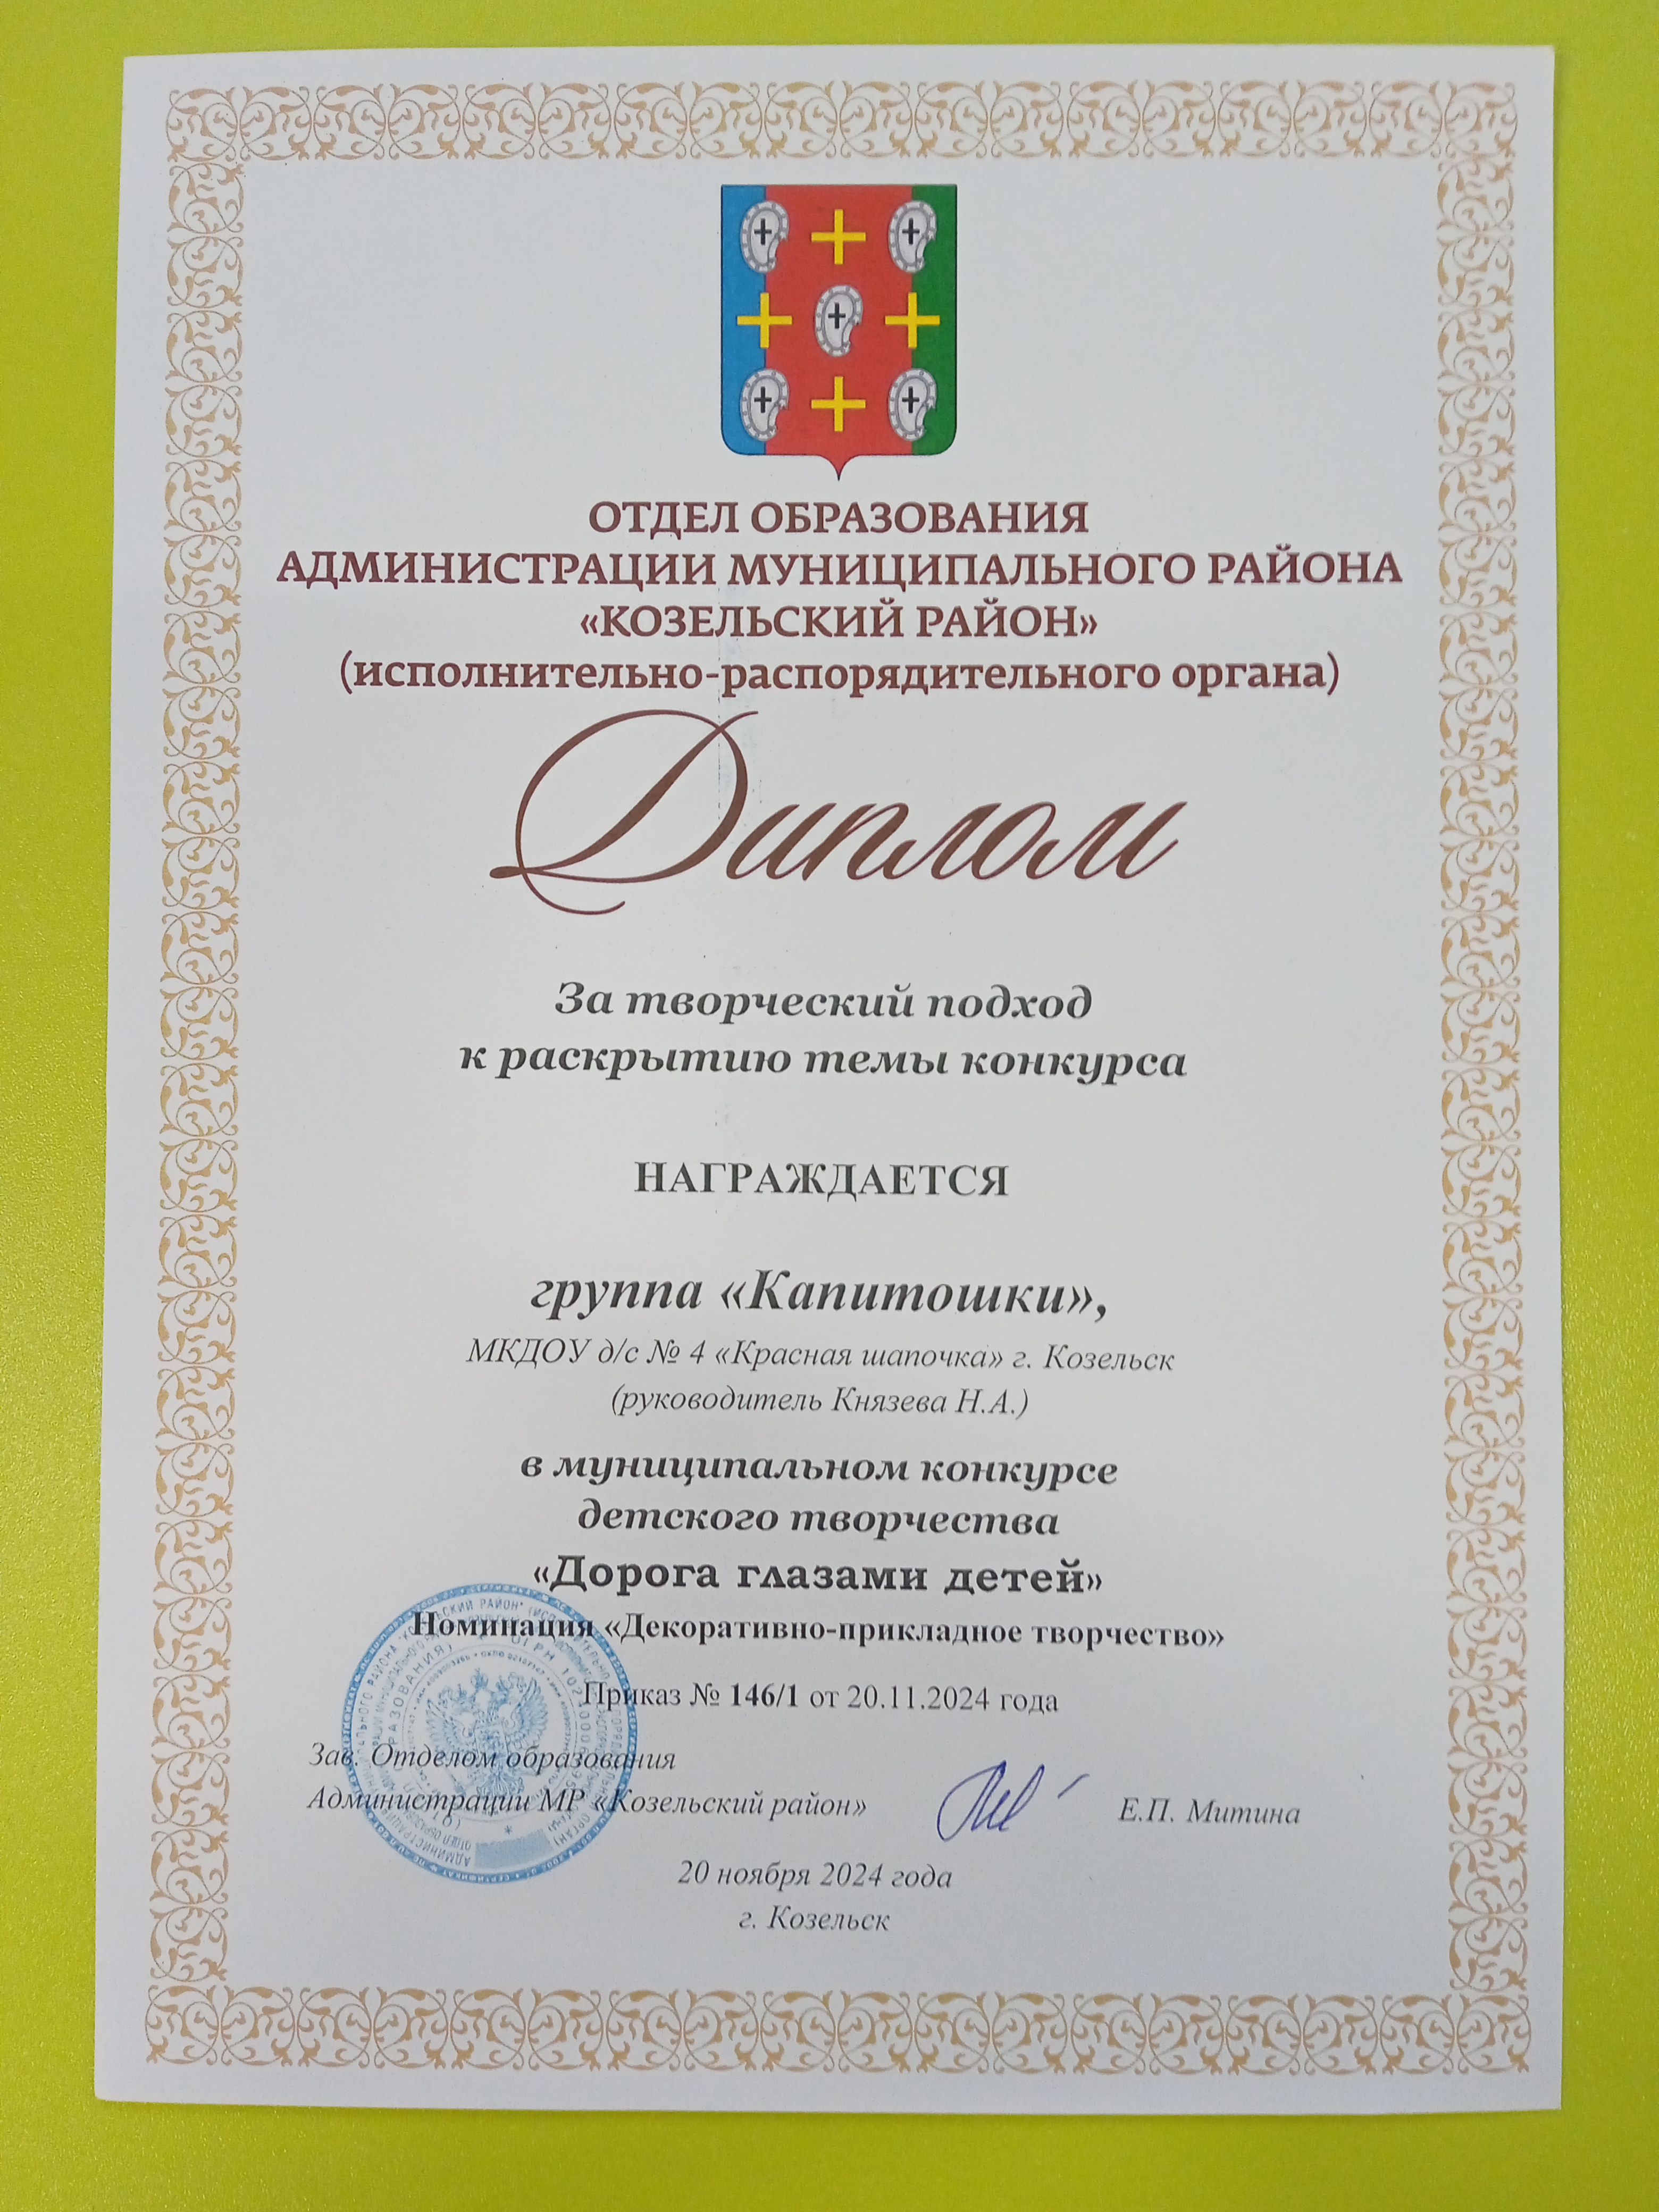 ОТДЕЛ ОБРАЗОВАНИЯ
АДМИНИСТРАЦИИ МУНИЦИПАЛЬНОГО РАЙОНА
«КОЗЕЛЬСКИЙ РАЙОН»
(исполнительно-распорядительного органа)
Диплом
За творческий подход
к раскрытию темы конкурса
НАГРАЖДАЕТСЯ
группа «Капитошки»,
МКДОУ д/с № 4 «Красная шапочка» г. Козельск
(руководитель Князева Н.А.)
в муниципальном конкурсе
детского творчества
«Дорога глазами детей»
Номинация «Декоративно-прикладное творчество»
Приказ № 146/1 от 20.11.2024 года
Зав. Отделом образования
Администрации МР «Козельский район»
Е.П. Митина
20 ноября 2024 года
г. Козельск